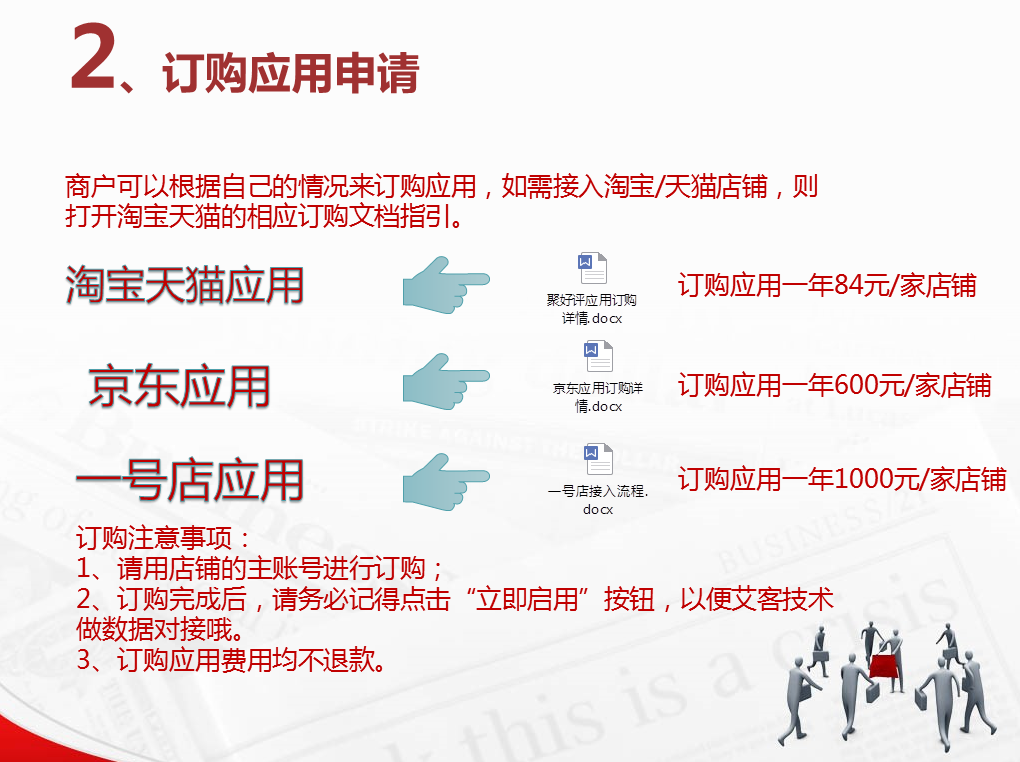 2、订购应用申请
商户可以根据自己的情况来订购应用，如需接入淘宝/天猫店铺，则
打开淘宝天猫的相应订购文档指引。
淘宝天猫应用
聚好评应用订购
详情.docx
订购应用一年84元/家店铺
京东应用
京东应用订购详
情.docx
订购应用一年600元/家店铺
一号店应用
一号店接入流程.
docx
订购应用一年1000元/家店铺
订购注意事项：
1、请用店铺的主账号进行订购；
2、订购完成后，请务必记得点击“立即启用”按钮，以便艾客技术
做数据对接哦。
3、订购应用费用均不退款。
BUSINESS
this is a crisis